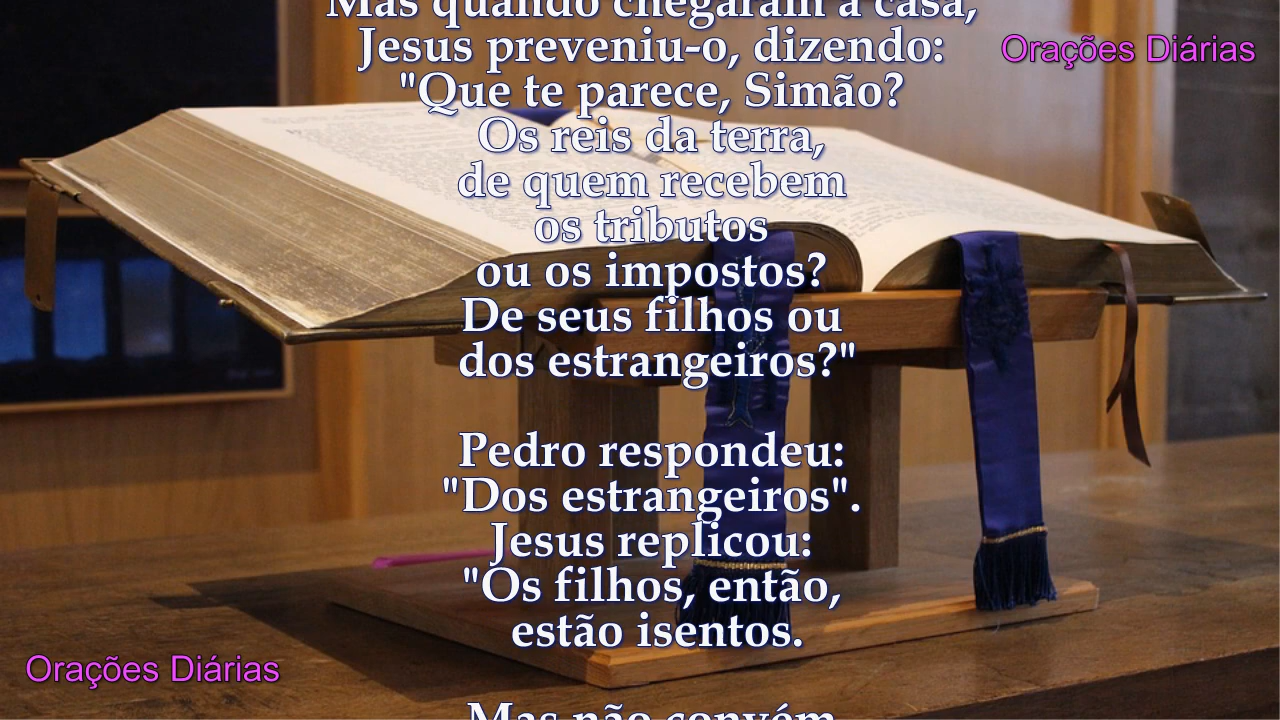 Mas quando chegaram à casa,
Jesus preveniu-o, dizendo:
Orações Diárias
"Que te parece, Simão?
Os reis da terra,
de quem recebem
os tributos
ou os impostos?
De seus filhos ou
dos estrangeiros?"
Pedro respondeu:
"Dos estrangeiros".
Jesus replicou:
"Os filhos, então,
estão isentos.
Orações Diárias
Mas não convém